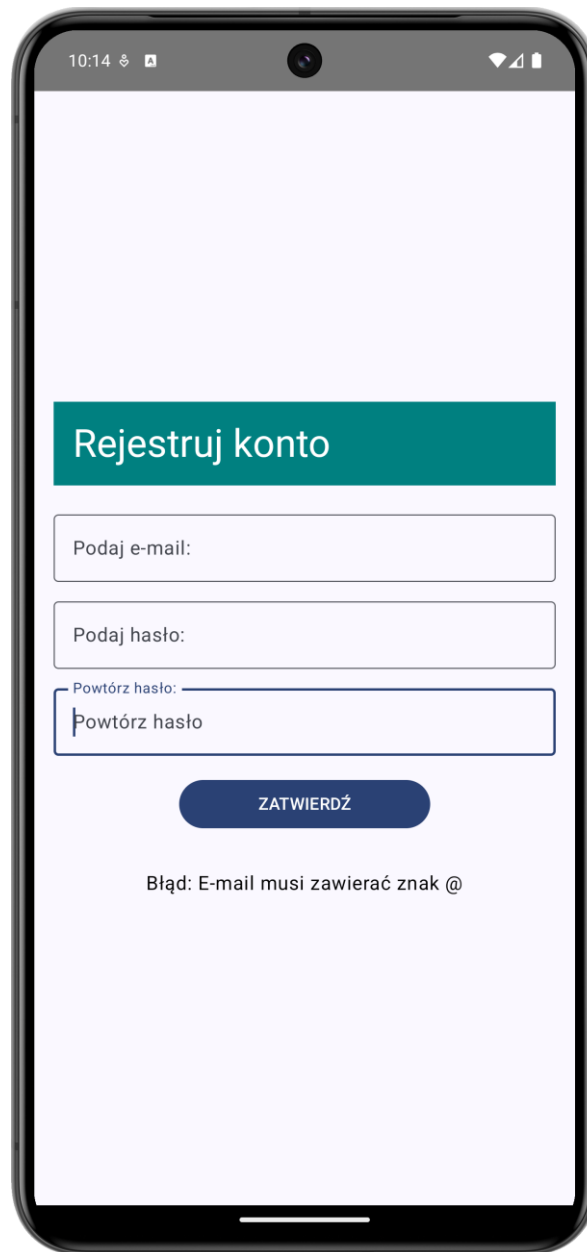 10:14
Rejestruj konto
Podaj e-mail:
Podaj hasło:
Powtórz hasło:
Powtórz hasło
ZATWIERDŹ
Błąd: E-mail musi zawierać znak @